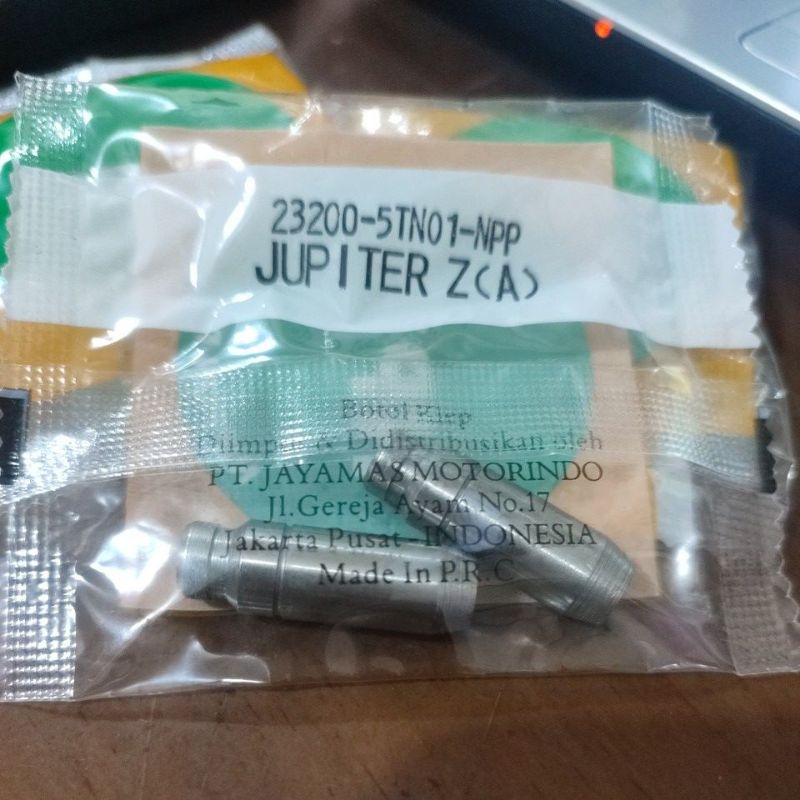 23200-5TN01-NPP
JUPITER Z(A)
Botol Klep
Diimpor & Didistribusikan oleh
PT. JAYAMAS MOTORINDO
Jl.Gereja Ayam No.17
Jakarta Pusat-INDONESIA
Made In P.R.C